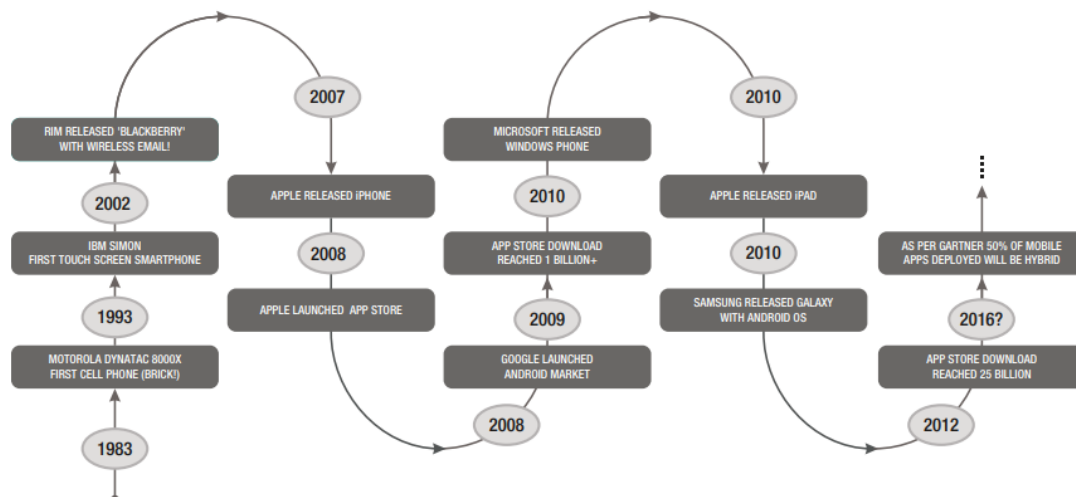 1983
MOTOROLA DYNATAC 8000X
FIRST CELL PHONE (BRICK!)
1993
IBM SIMON
FIRST TOUCH SCREEN SMARTPHONE
2002
RIM RELEASED 'BLACKBERRY'
WITH WIRELESS EMAIL!
2007
APPLE RELEASED iPHONE
2008
APPLE LAUNCHED APP STORE
2008
GOOGLE LAUNCHED
ANDROID MARKET
2009
APP STORE DOWNLOAD
REACHED 1 BILLION+
2010
MICROSOFT RELEASED
WINDOWS PHONE
2010
APPLE RELEASED iPAD
2010
SAMSUNG RELEASED GALAXY
WITH ANDROID OS
2012
APP STORE DOWNLOAD
REACHED 25 BILLION
2016?
AS PER GARTNER 50% OF MOBILE
APPS DEPLOYED WILL BE HYBRID